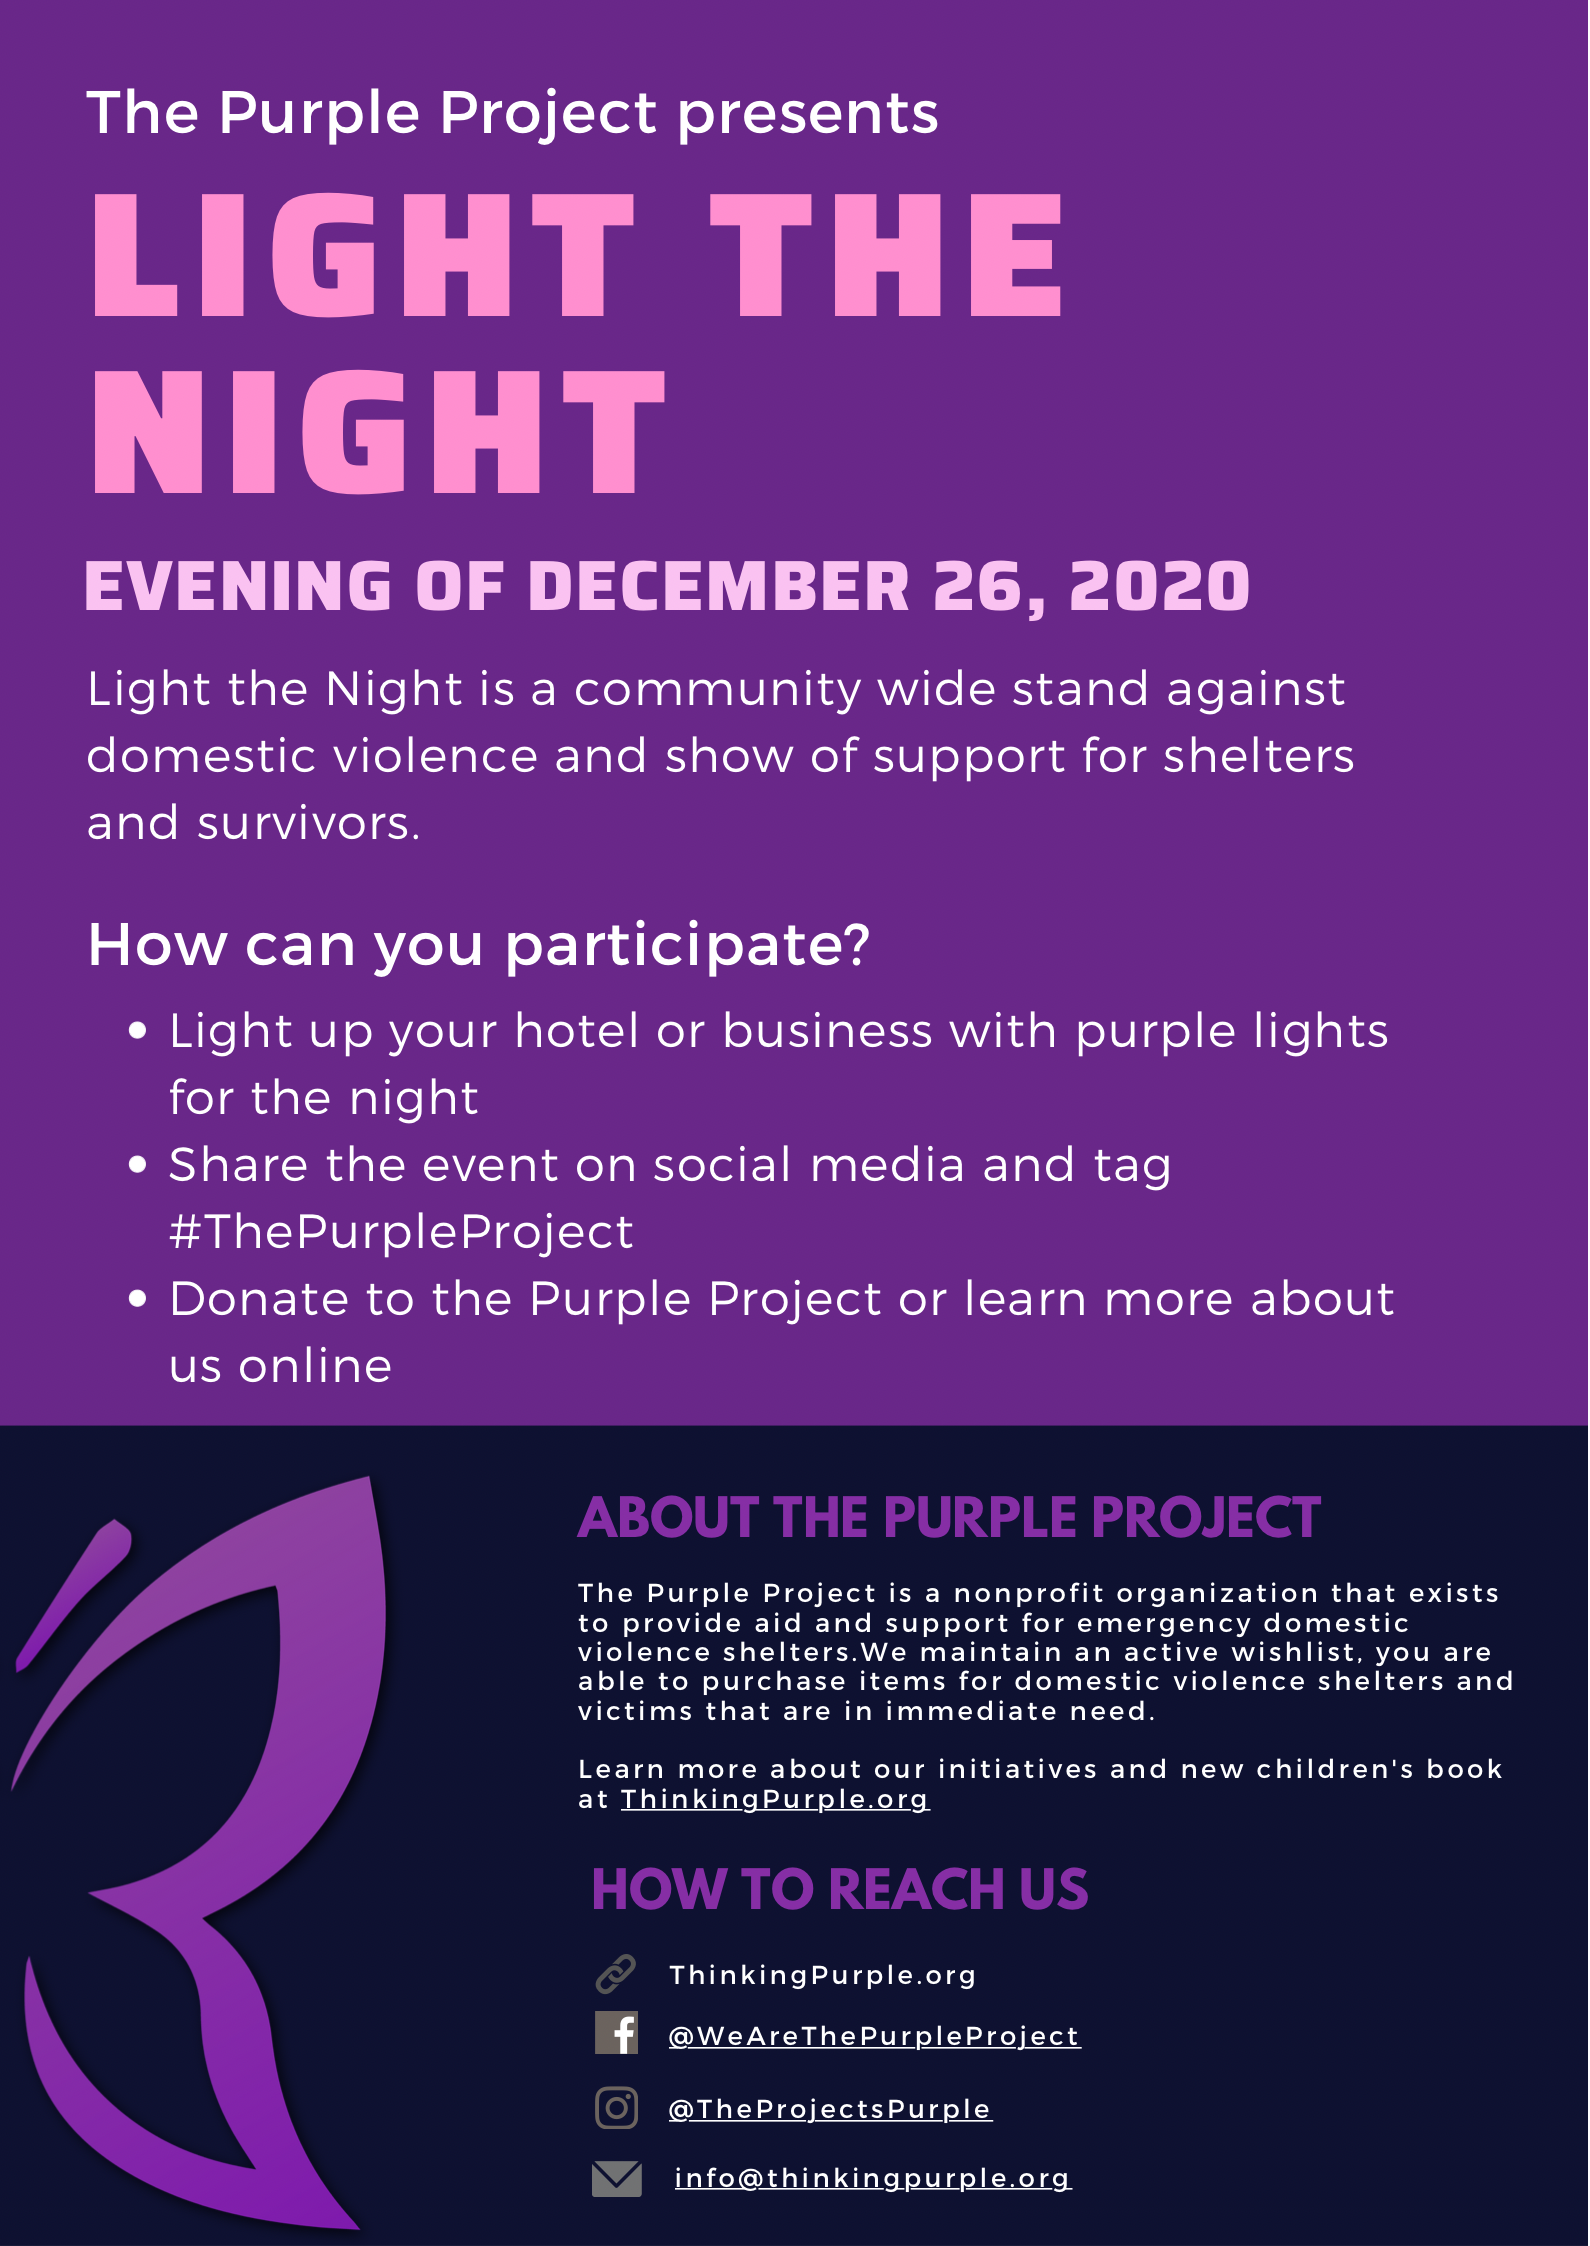 The Purple Project presents
LIGHT THE
NIGHT
EVENING OF DECEMBER 26, 2020
Light the Night is a community wide stand against
domestic violence and show of support for shelters
and survivors.
How can you participate?
• Light up your hotel or business with purple lights
for the night
• Share the event on social media and tag
#ThePurpleProject
• Donate to the Purple Project or learn more about
us online
ABOUT THE PURPLE PROJECT
The Purple Project is a nonprofit organization that exists
to provide aid and support for emergency domestic
violence shelters.We maintain an active wishlist, you are
able to purchase items for domestic violence shelters and
victims that are in immediate need.
Learn more about our initiatives and new children's book
at ThinkingPurple.org
HOW TO REACH US
ThinkingPurple.org
@WeAreThePurpleProject
@TheProjectsPurple
info@thinkingpurple.org